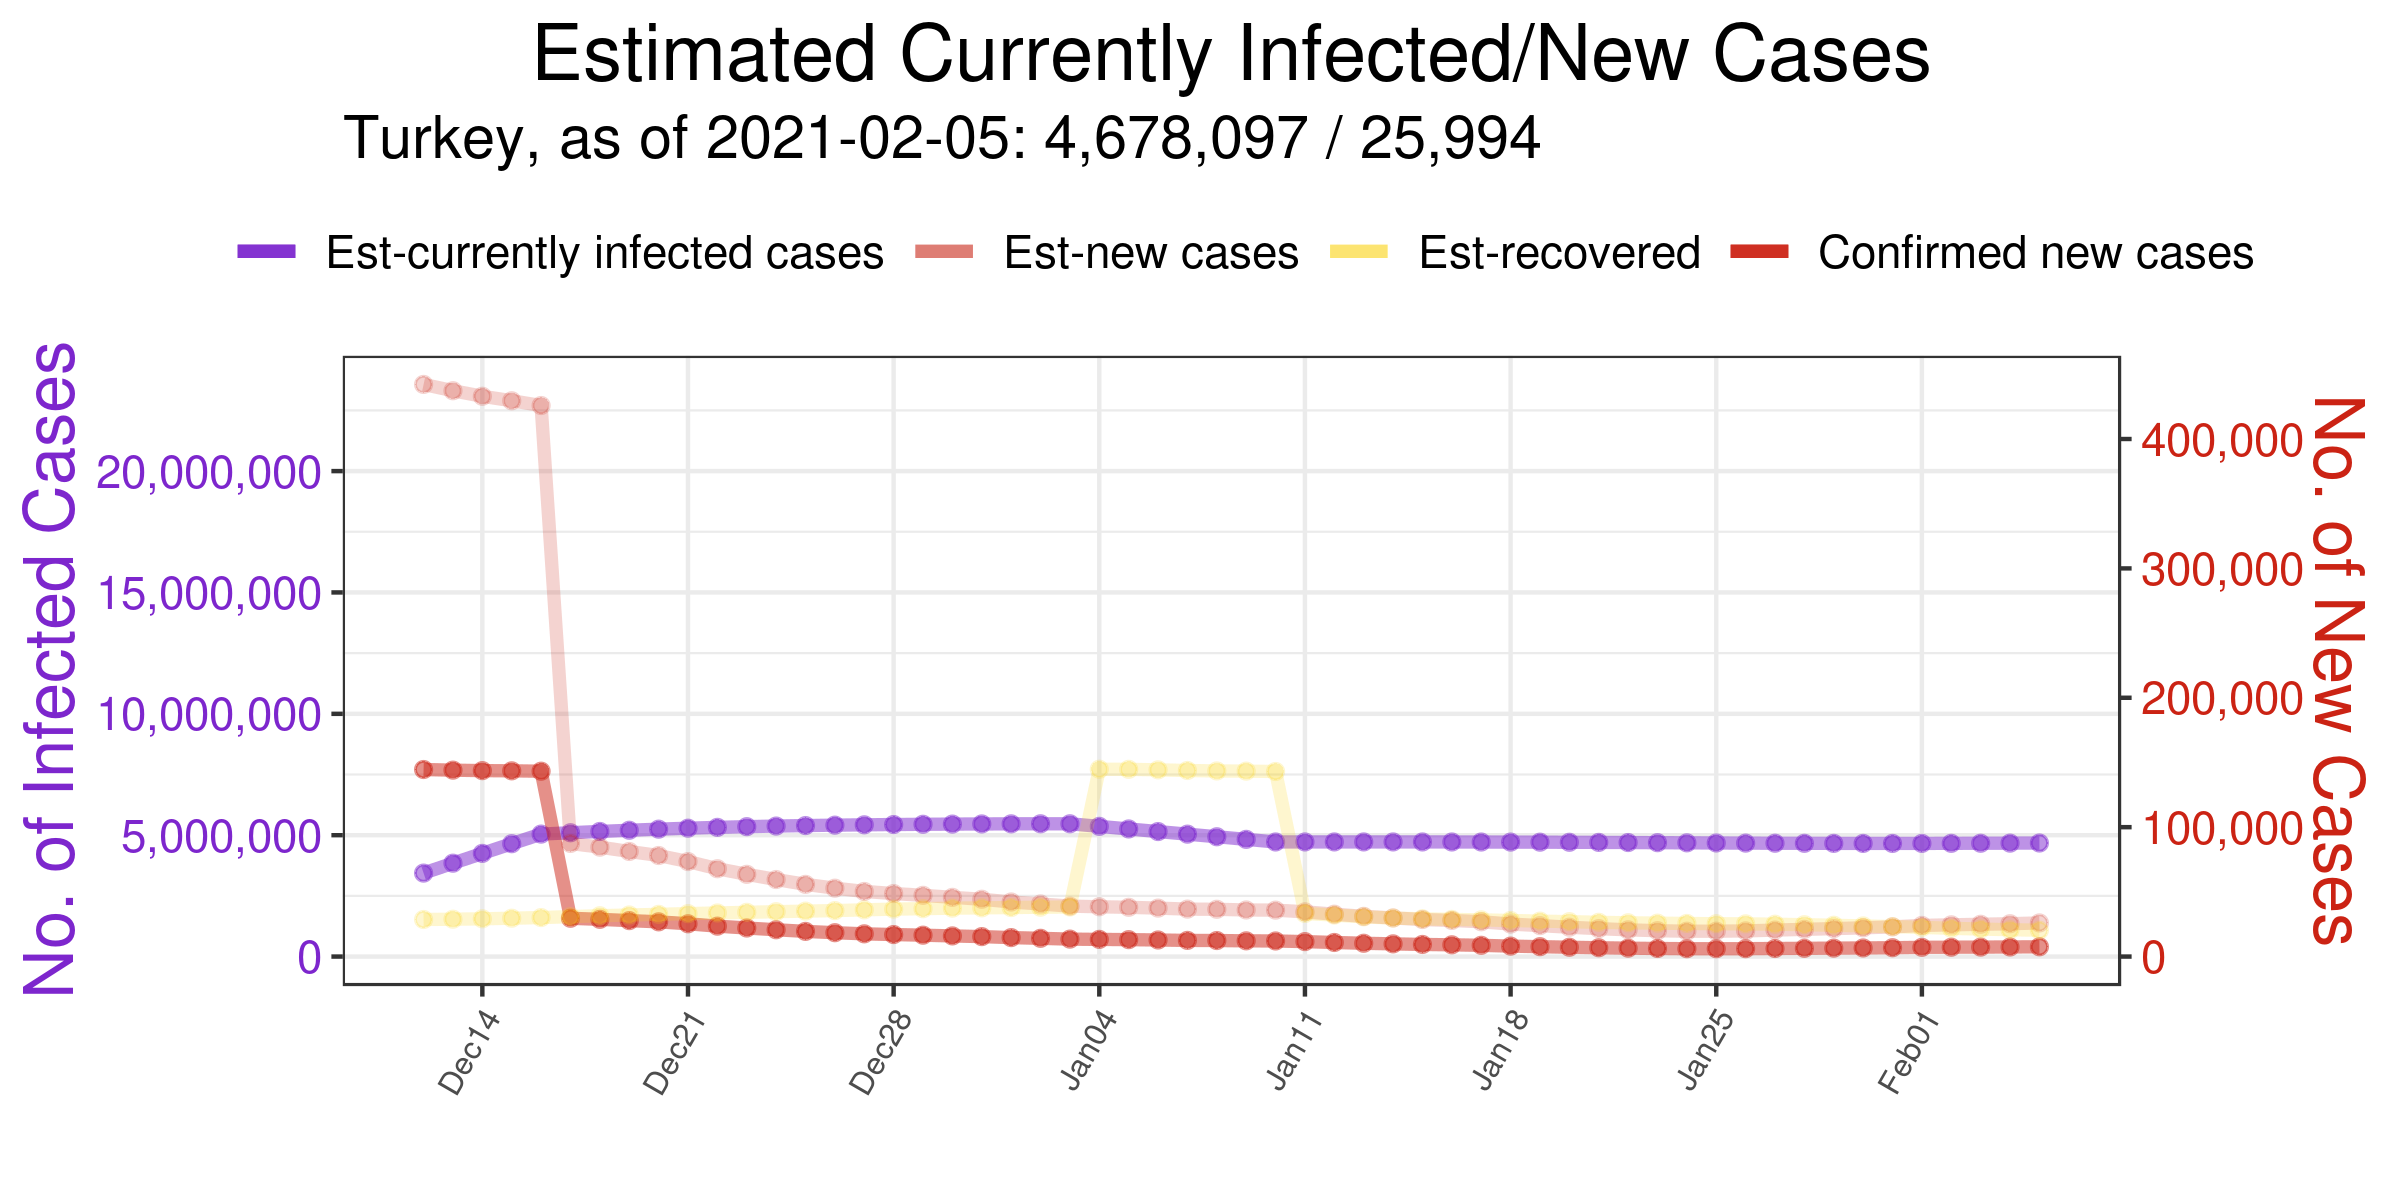 Estimated Currently Infected/New Cases
Turkey, as of 2021-02-05: 4,678,097 / 25,994
Est-currently infected cases
Est-new cases
Est-recovered
Confirmed new cases
No. of Infected Cases
20,000,000
15,000,000
10,000,000
5,000,000
0
400,000
300,000
200,000
100,000
0
No. of New Cases
Dec14
Dec21
Dec28
Jan04
Jan11
Jan18
Jan25
Feb01